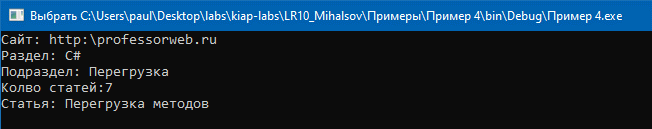 Выбрать C:\Users\paul\Desktop\labs\kiap-labs\LR10_Mihalsov\Примеры\Пример 4\bin\Debug\Пример 4.exe
Сайт: http:\professorweb.ru
Раздел: C#
Подраздел: Перегрузка
Колво статей:7
Статья: Перегрузка методов